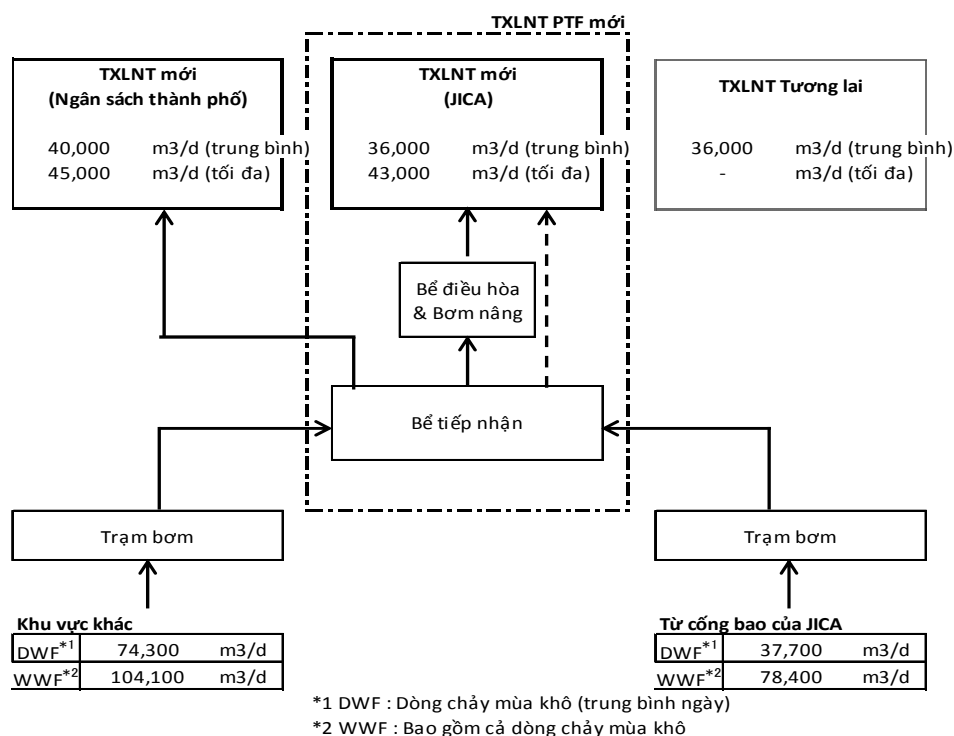 TXLNT PTF mới
TXLNT mới
(Ngân sách thành phố)
40,000 m3/d (trung bình)
45,000 m3/d (tối đa)
TXLNT mới
(JICA)
36,000 m3/d (trung bình)
43,000 m3/d (tối đa)
TXLNT Tương lai
36,000 m3/d (trung bình)
- m3/d (tối đa)
Bể điều hòa
& Bơm nâng
Bể tiếp nhận
Trạm bơm
Trạm bơm
Khu vực khác
DWF*1 74,300 m3/d
WWF*2 104,100 m3/d
Từ cống bao của JICA
DWF*1 37,700 m3/d
WWF*2 78,400 m3/d
*1 DWF : Dòng chảy mùa khô (trung bình ngày)
*2 WWF : Bao gồm cả dòng chảy mùa khô